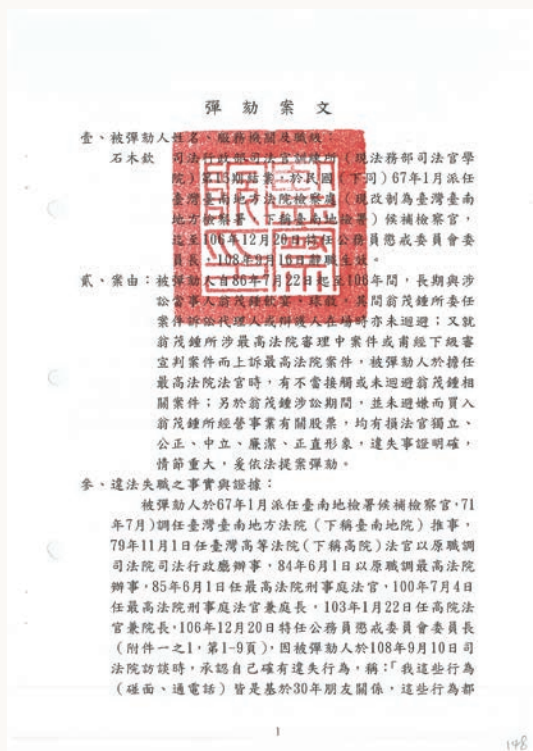 彈劾案文
壹、被彈劾人姓名、服務機關及職級：
石木欽 司法行政部司法官訓練所（現法務部司法官學
院）第13期結業，於民國（下同）67年1月派任
臺灣臺南地方法院檢察處（現改制為臺灣臺南
地方檢察署，下稱臺南地檢署）候補檢察官，
迄至106年12月20日特任公務員懲戒委員會委
員長，108年9月16日辭職生效。
貳、案由：被彈劾人自86年7月22日起至106年間，長期與涉
訟當事人翁茂鍾飲宴、球敘，其間翁茂鍾所委任
案件訴訟代理人或辯護人在場時亦未迴避；又就
翁茂鍾所涉最高法院審理中案件或甫經下級審
宣判案件而上訴最高法院案件，被彈劾人於擔任
最高法院法官時，有不當接觸或未迴避翁茂鍾相
關案件；另於翁茂鍾涉訟期間，並未避嫌而買入
翁茂鍾所經營事業有關股票，均有損法官獨立、
公正、中立、廉潔、正直形象，違失事證明確，
情節重大，爰依法提案彈劾。
參、違法失職之事實與證據：
被彈劾人於67年1月派任臺南地檢署候補檢察官，71
年7月)調任臺灣臺南地方法院（下稱臺南地院）推事，
79年11月1日任臺灣高等法院(下稱高院)法官以原職調
司法院司法行政廳辦事，84年6月1日以原職調最高法院
辦事，85年6月1日任最高法院刑事庭法官，100年7月4日
任最高法院刑事庭法官兼庭長，103年1月22日任高院法
官兼院長，106年12月20日特任公務員懲戒委員會委員長
（附件一之1，第1-9頁），因被彈劾人於108年9月10日司
法院訪談時，承認自己確有違失行為，稱：「我這些行為
（碰面、通電話）皆是基於30年朋友關係，這些行為都
1
148